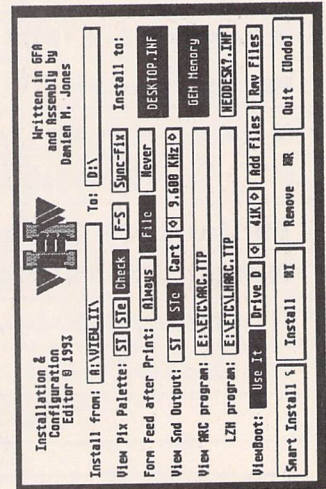 Installation &
Configuration
Editor © 1993
VIEW II
Written in GFA
and Assembly by
Damien M. Jones
Install from: A:\VIEW_II\ To: D:\
View Pix Palette: ST STe Check F-S Sync-Fix
Form Feed after Print: Always File Never
View Snd Output: ST STe Cart 9.600 KHz
View ARC program: E:\ETC\ARC.TTP
LZH program: E:\ETC\LHARC.TTP
ViewBoot: Use It Drive D 41K Add Files Rmv Files
Install to:
DESKTOP.INF
GEM Memory
NEODESK?.INF
Smart Install Install Remove Quit [Undo]